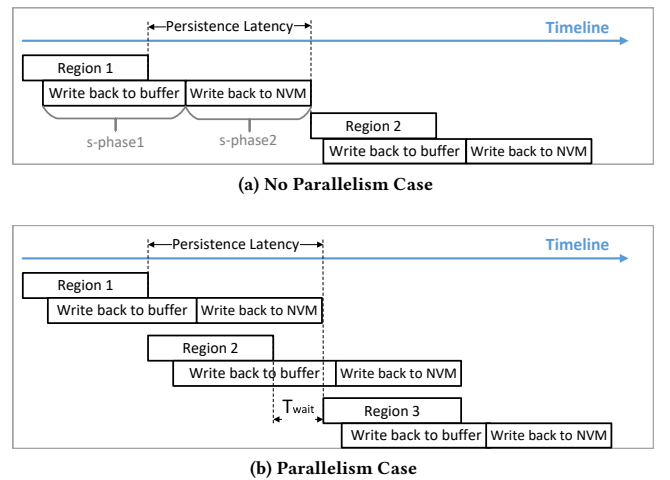 Persistence Latency
Timeline
Region 1
Write back to buffer
Write back to NVM
s-phase1
s-phase2
Region 2
Write back to buffer
Write back to NVM
(a) No Parallelism Case
Persistence Latency
Timeline
Region 1
Write back to buffer
Write back to NVM
Region 2
Write back to buffer
Write back to NVM
Twait
Region 3
Write back to buffer
Write back to NVM
(b) Parallelism Case